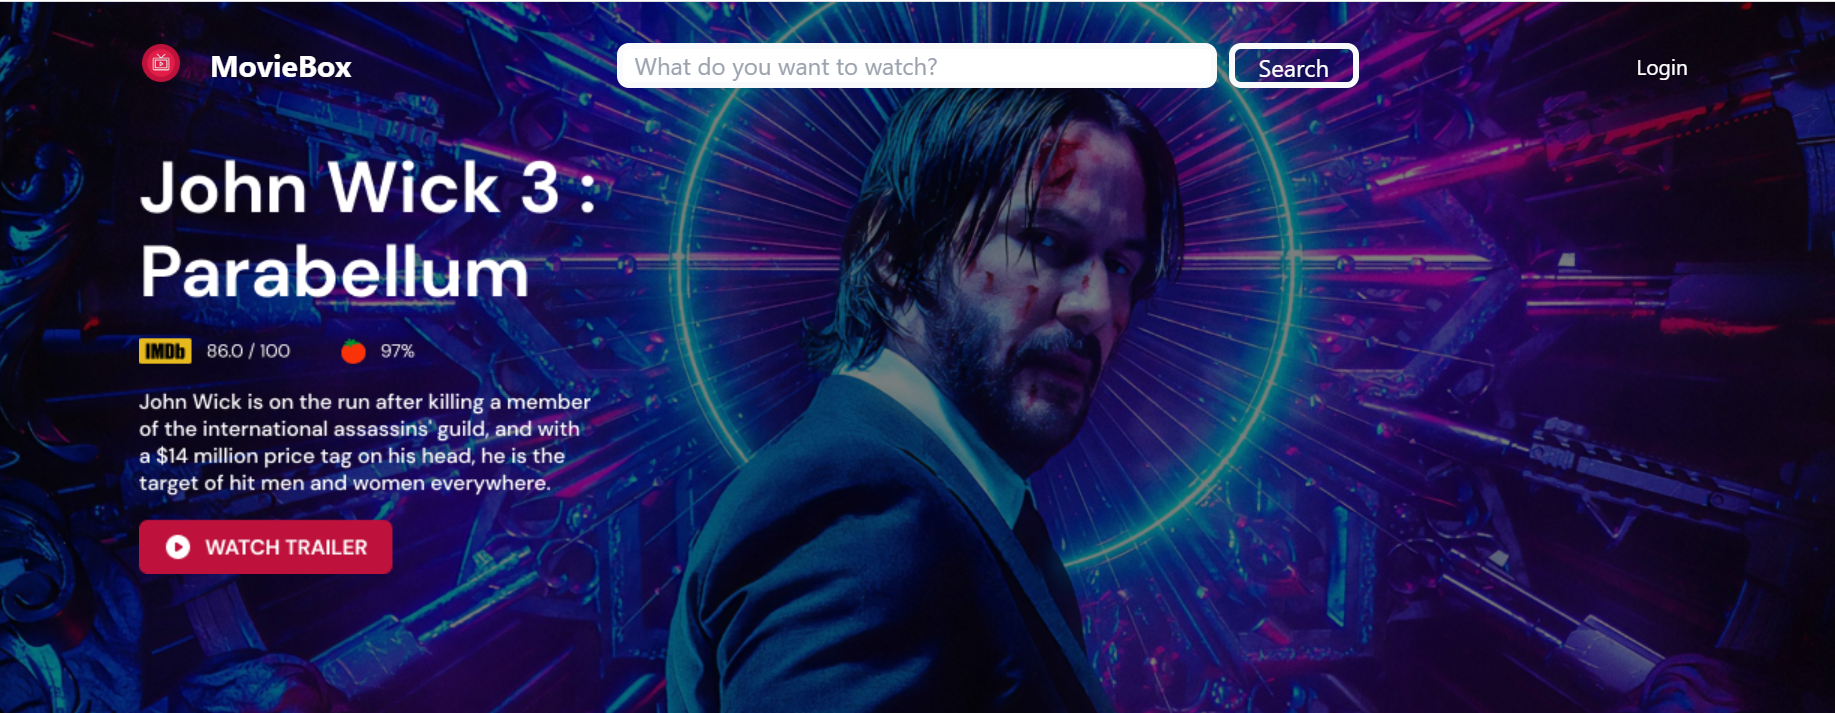 MovieBox
What do you want to watch?
Search
Login
John Wick 3 :
Parabellum
IMDb 86.0 / 100 97%
John Wick is on the run after killing a member
of the international assassins' guild, and with
a $14 million price tag on his head, he is the
target of hit men and women everywhere.
WATCH TRAILER